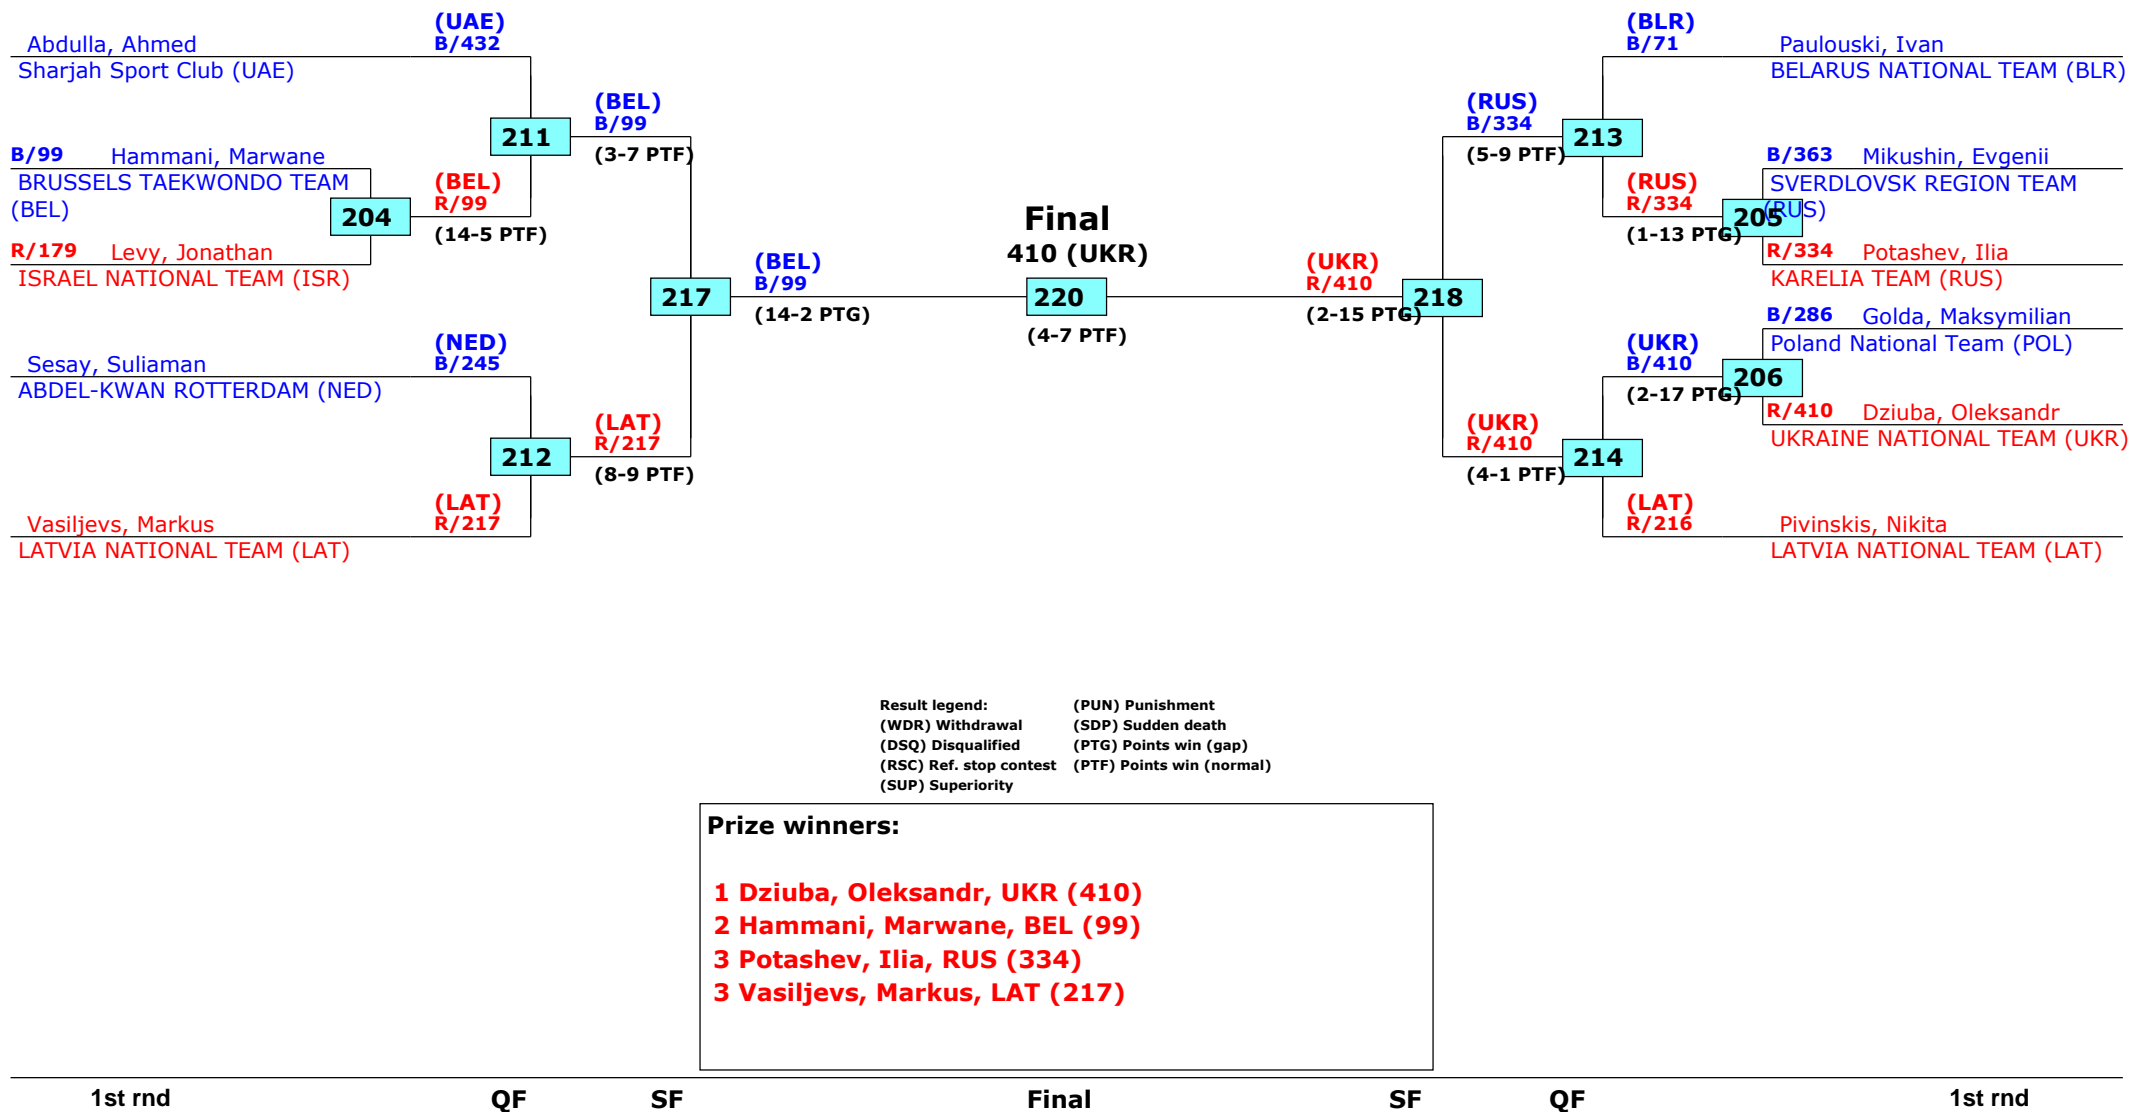 (UAE)
B/432
Abdulla, Ahmed
Sharjah Sport Club (UAE)
211
(BEL)
B/99
(3-7 PTF)
B/99 Hammani, Marwane
BRUSSELS TAEKWONDO TEAM
(BEL)
204
(BEL)
R/99
(14-5 PTF)
R/179 Levy, Jonathan
ISRAEL NATIONAL TEAM (ISR)
217
(BEL)
B/99
(14-2 PTG)
(NED)
B/245
Sesay, Suliaman
ABDEL-KWAN ROTTERDAM (NED)
212
(LAT)
R/217
(8-9 PTF)
(LAT)
R/217
Vasiljevs, Markus
LATVIA NATIONAL TEAM (LAT)
Final
410 (UKR)
220
(4-7 PTF)
(BLR)
B/71
Paulouski, Ivan
BELARUS NATIONAL TEAM (BLR)
(RUS)
B/334
(5-9 PTF)
213
B/363 Mikushin, Evgenii
SVERDLOVSK REGION TEAM
(RUS)
(RUS)
R/334
(1-13 PTG)
205
R/334 Potashev, Ilia
KARELIA TEAM (RUS)
(UKR)
R/410
(2-15 PTG)
218
B/286 Golda, Maksymilian
Poland National Team (POL)
(UKR)
B/410
(2-17 PTG)
206
R/410 Dziuba, Oleksandr
UKRAINE NATIONAL TEAM (UKR)
(UKR)
R/410
(4-1 PTF)
214
(LAT)
R/216
Pivinskis, Nikita
LATVIA NATIONAL TEAM (LAT)
Result legend: (PUN) Punishment
(WDR) Withdrawal (SDP) Sudden death
(DSQ) Disqualified (PTG) Points win (gap)
(RSC) Ref. stop contest (PTF) Points win (normal)
(SUP) Superiority
Prize winners:
1 Dziuba, Oleksandr, UKR (410)
2 Hammani, Marwane, BEL (99)
3 Potashev, Ilia, RUS (334)
3 Vasiljevs, Markus, LAT (217)
1st rnd QF SF Final SF QF 1st rnd